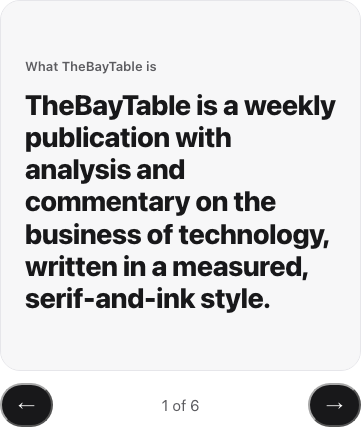 What TheBayTable is
TheBayTable is a weekly
publication with
analysis and
commentary on the
business of technology,
written in a measured,
serif-and-ink style.
← 1 of 6 →